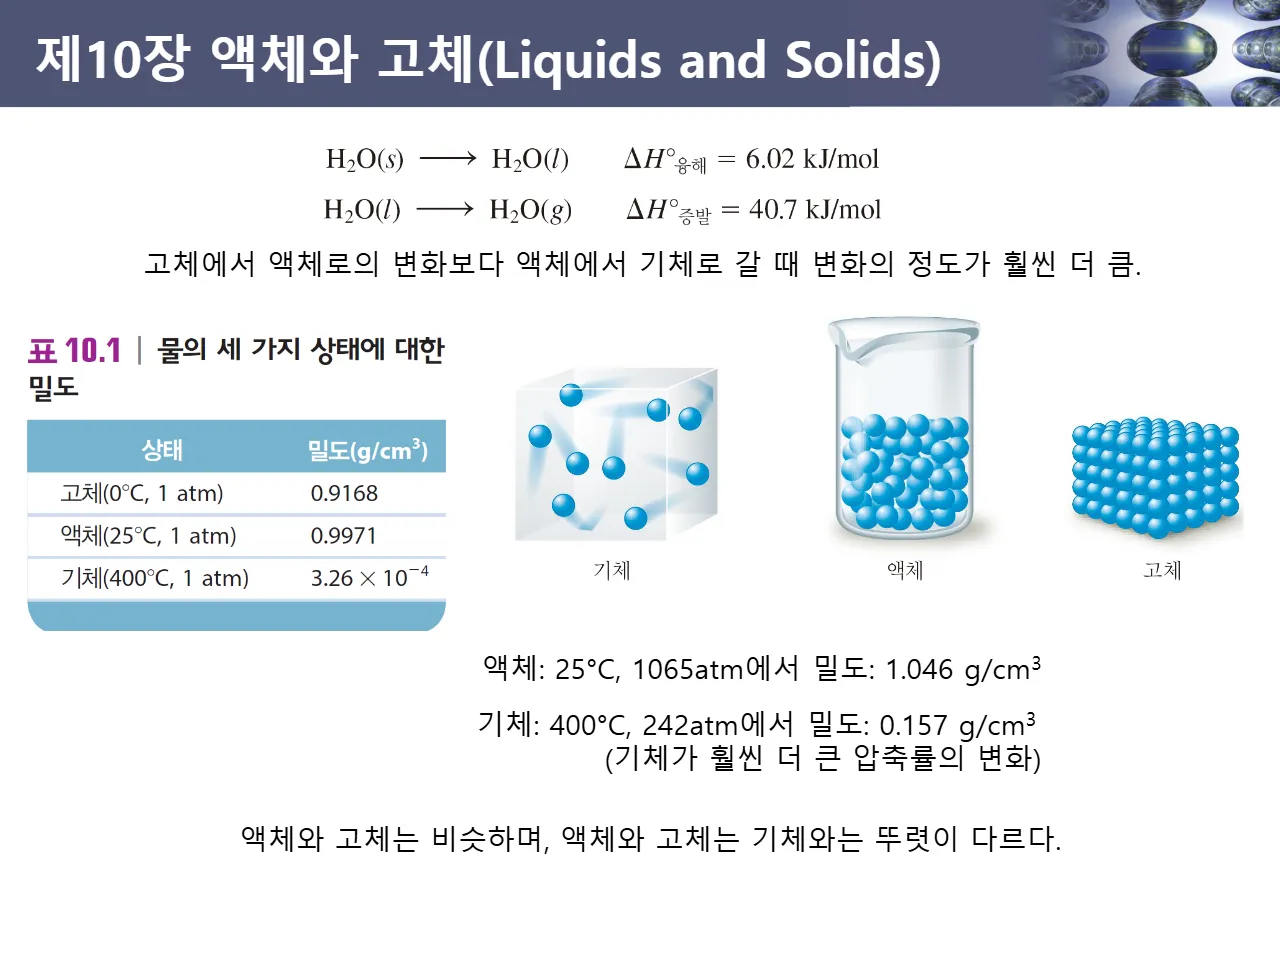 제10장 액체와 고체(Liquids and Solids)
H₂O(s) ⟶ H₂O(l) ΔH°융해 = 6.02 kJ/mol
H₂O(l) ⟶ H₂O(g) ΔH°증발 = 40.7 kJ/mol
고체에서 액체로의 변화보다 액체에서 기체로 갈 때 변화의 정도가 훨씬 더 큼.
표 10.1 | 물의 세 가지 상태에 대한
밀도
상태 밀도(g/cm³)
고체(0°C, 1 atm) 0.9168
액체(25°C, 1 atm) 0.9971
기체(400°C, 1 atm) 3.26 × 10⁻⁴
기체 액체 고체
액체: 25°C, 1065atm에서 밀도: 1.046 g/cm³
기체: 400°C, 242atm에서 밀도: 0.157 g/cm³
(기체가 훨씬 더 큰 압축률의 변화)
액체와 고체는 비슷하며, 액체와 고체는 기체와는 뚜렷이 다르다.